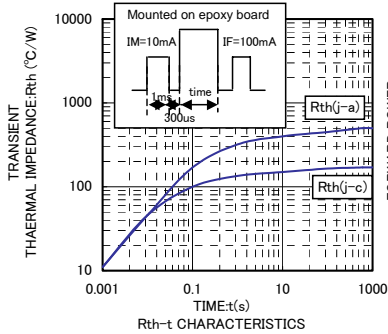 TRANSIENT
THAERMAL IMPEDANCE:Rth (℃/W)
10000
1000
100
10
Mounted on epoxy board
IM=10mA
IF=100mA
1ms
time
300us
Rth(j-a)
Rth(j-c)
0.001
0.1
10
1000
TIME:t(s)
Rth-t CHARACTERISTICS